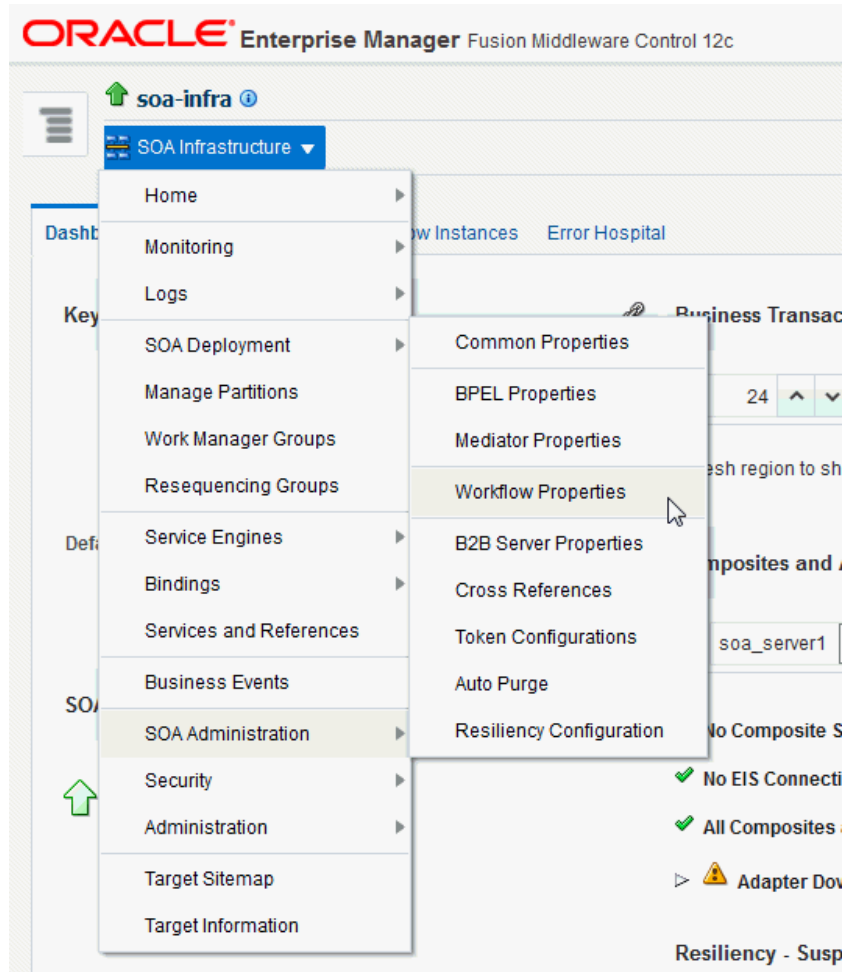 ORACLE Enterprise Manager Fusion Middleware Control 12c
soa-infra
SOA Infrastructure
Home
Monitoring
Logs
SOA Deployment
Manage Partitions
Work Manager Groups
Resequencing Groups
Service Engines
Bindings
Services and References
Business Events
SOA Administration
Security
Administration
Target Sitemap
Target Information
Common Properties
BPEL Properties
Mediator Properties
Workflow Properties
B2B Server Properties
Cross References
Token Configurations
Auto Purge
Resiliency Configuration
Dashb
ow Instances Error Hospital
Key
Business Transac
24
esh region to sh
Defa
mposites and
soa_server1
SOA
No Composite S
No EIS Connecti
All Composites
Adapter Dov
Resiliency - Susp